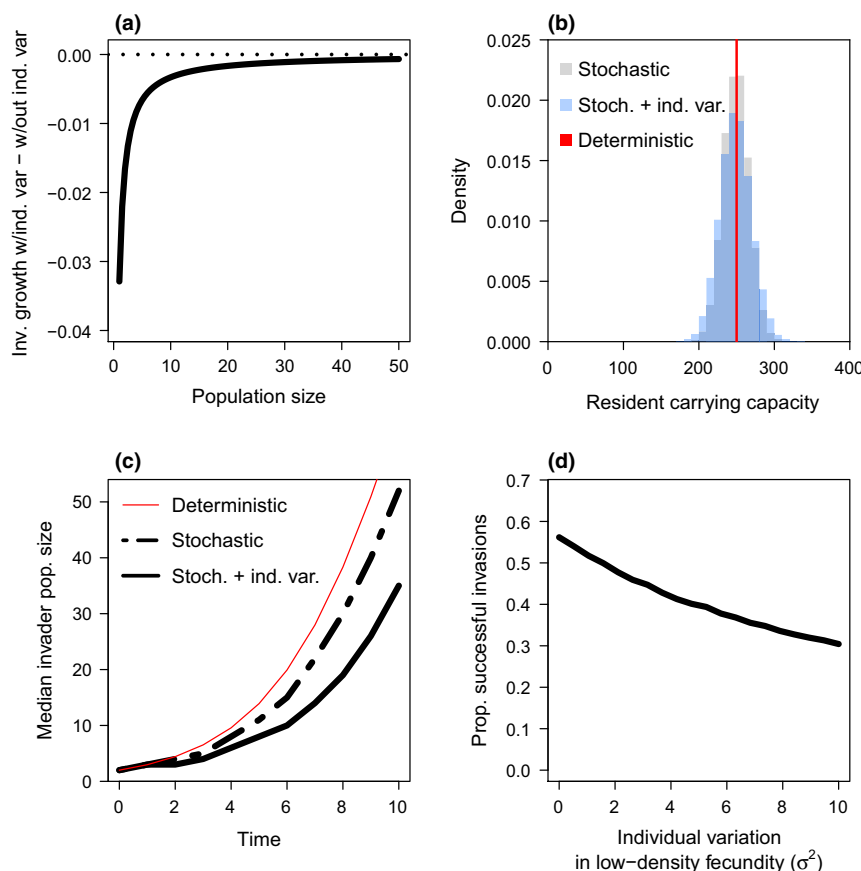 (a)
Inv. growth w/ind. var − w/out ind. var
0.00
−0.01
−0.02
−0.03
−0.04
0 10 20 30 40 50
Population size
(b)
Density
0.025
0.020
0.015
0.010
0.005
0.000
Stochastic
Stoch. + ind. var.
Deterministic
0 100 200 300 400
Resident carrying capacity
(c)
Median invader pop. size
50
40
30
20
10
0
Deterministic
Stochastic
Stoch. + ind. var.
0 2 4 6 8 10
Time
(d)
Prop. successful invasions
0.7
0.6
0.5
0.4
0.3
0.2
0.1
0.0
0 2 4 6 8 10
Individual variation
in low−density fecundity (σ²)